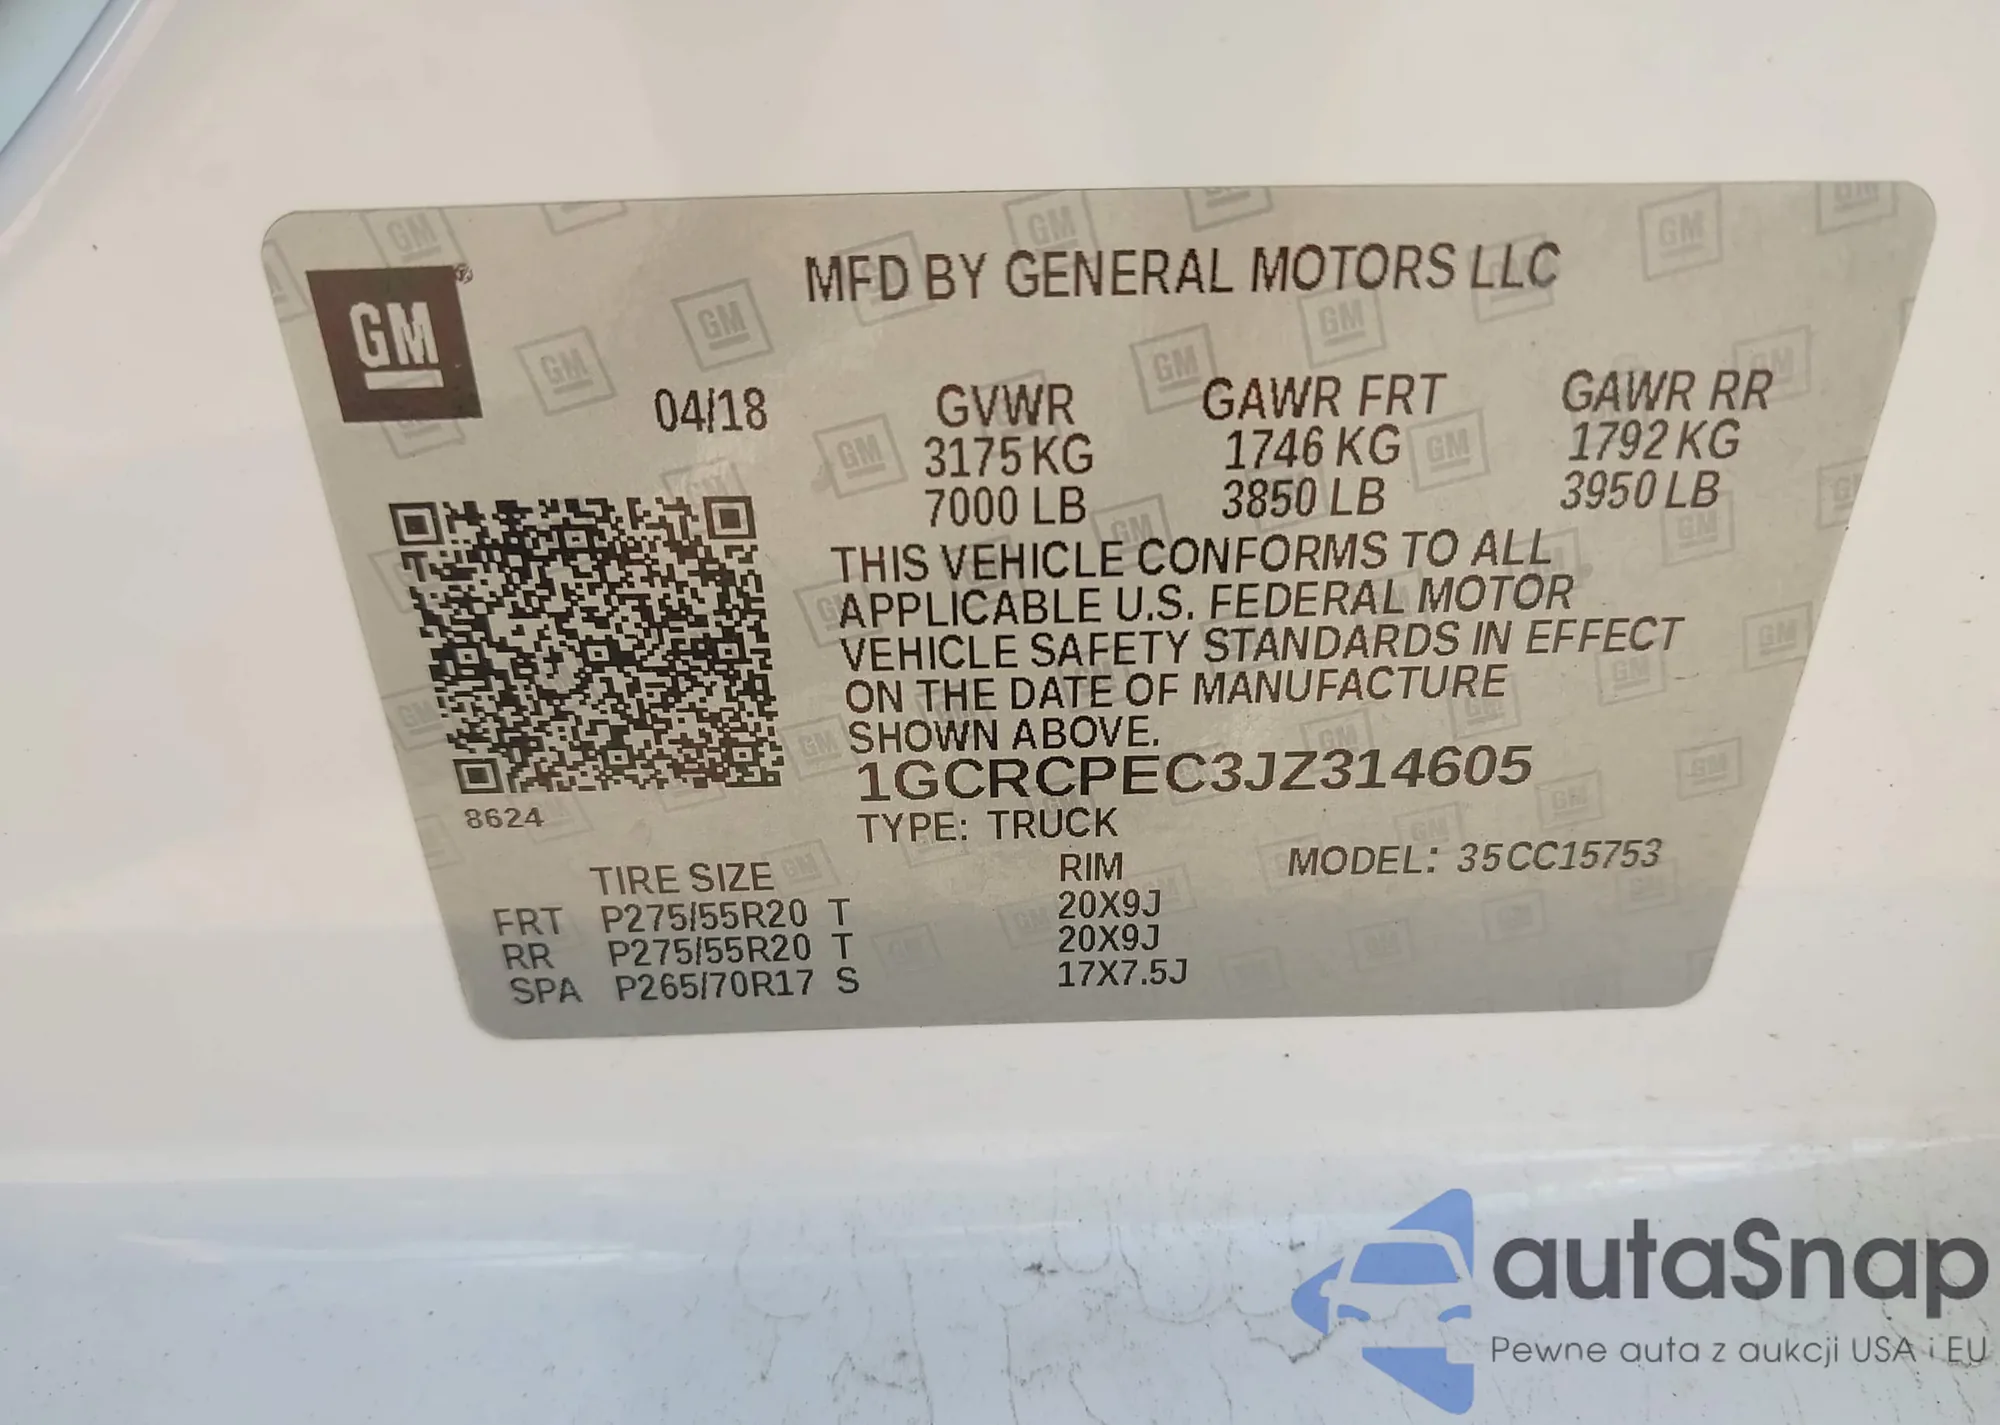 GM
MFD BY GENERAL MOTORS LLC
04/18
GVWR GAWR FRT GAWR RR
3175 KG 1746 KG 1792 KG
7000 LB 3850 LB 3950 LB
THIS VEHICLE CONFORMS TO ALL
APPLICABLE U.S. FEDERAL MOTOR
VEHICLE SAFETY STANDARDS IN EFFECT
ON THE DATE OF MANUFACTURE
SHOWN ABOVE.
1GCRCPEC3JZ314605
8624
TYPE: TRUCK
TIRE SIZE RIM MODEL: 35CC15753
FRT P275/55R20 T 20X9J
RR P275/55R20 T 20X9J
SPA P265/70R17 S 17X7.5J
autaSnap
Pewne auta z aukcji USA i EU